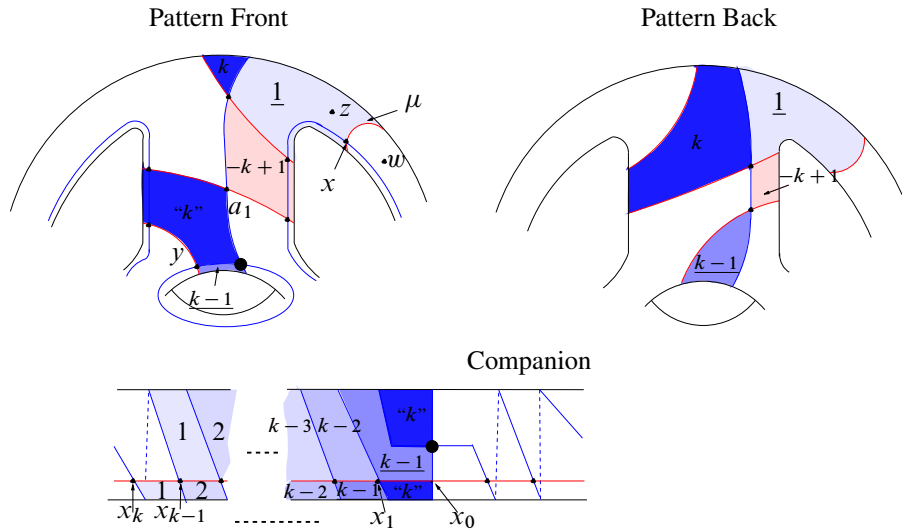 Pattern Front
Pattern Back
k
1
z
μ
w
x
−k+1
"k"
a1
y
k−1
k
1
−k+1
k−1
Companion
1
2
k−3
k−2
"k"
k−1
1
2
k−2
k−1
"k"
xk
xk−1
x1
x0